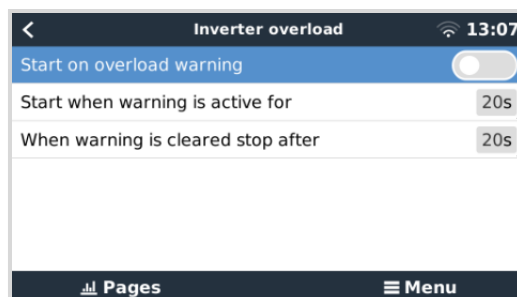 Inverter overload 13:07
Start on overload warning
Start when warning is active for 20s
When warning is cleared stop after 20s
Pages Menu